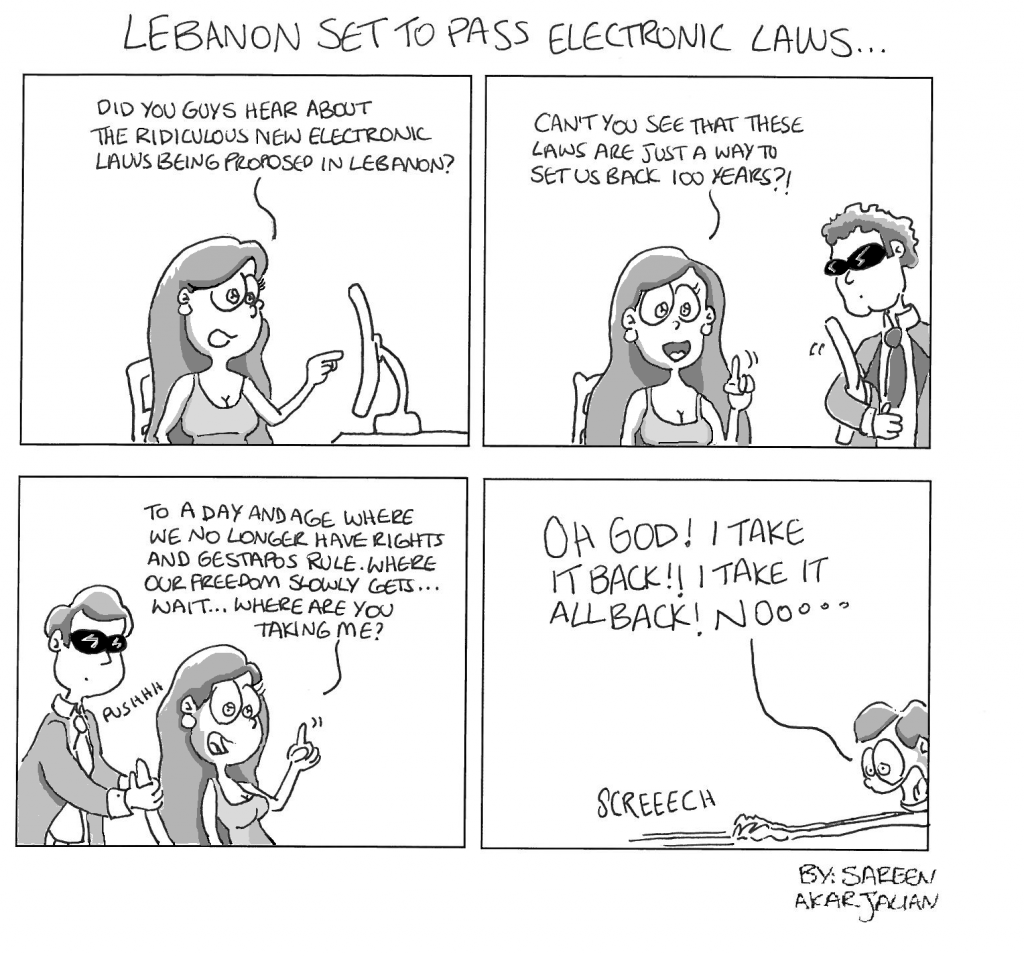 LEBANON SET TO PASS ELECTRONIC LAWS...
DID YOU GUYS HEAR ABOUT
THE RIDICULOUS NEW ELECTRONIC
LAWS BEING PROPOSED IN LEBANON?
CAN'T YOU SEE THAT THESE
LAWS ARE JUST A WAY TO
SET US BACK 100 YEARS?!
TO A DAY AND AGE WHERE
WE NO LONGER HAVE RIGHTS
AND GESTAPOS RULE. WHERE
OUR FREEDOM SLOWLY GETS...
WAIT... WHERE ARE YOU
TAKING ME?
PUSHHHH
OH GOD! I TAKE
IT BACK!! I TAKE IT
ALL BACK! NOOOOOO
SCREEECH
BY: SAREEN
AKARJALIAN